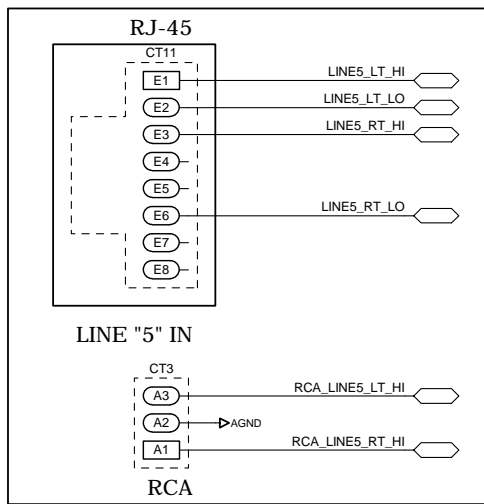 RJ-45
CT11
E1 LINE5_LT_HI
E2 LINE5_LT_LO
E3 LINE5_RT_HI
E4
E5
E6 LINE5_RT_LO
E7
E8
LINE "5" IN
CT3
A3 RCA_LINE5_LT_HI
A2 AGND
A1 RCA_LINE5_RT_HI
RCA